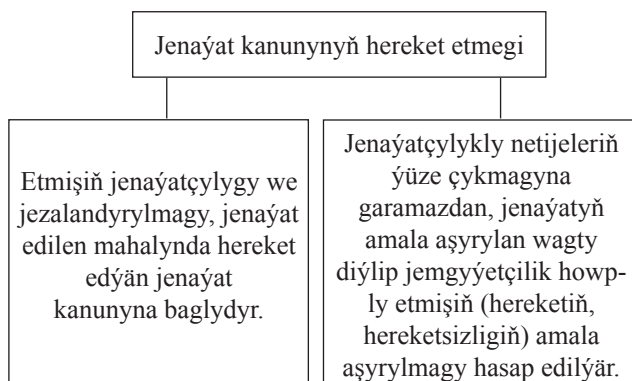 Jenaýat kanunynyň hereket etmegi
Etmişiň jenaýatçylygy we
jezalandyrylmagy, jenaýat
edilen mahalynda hereket
edýän jenaýat
kanunyna baglydyr.
Jenaýatçylykly netijeleriň
ýüze çykmagyna
garamazdan, jenaýatyň
amala aşyrylan wagty
diýlip jemgyýetçilik howp-
ly etmişiň (hereketiň,
hereketsizligiň) amala
aşyrylmagy hasap edilýär.